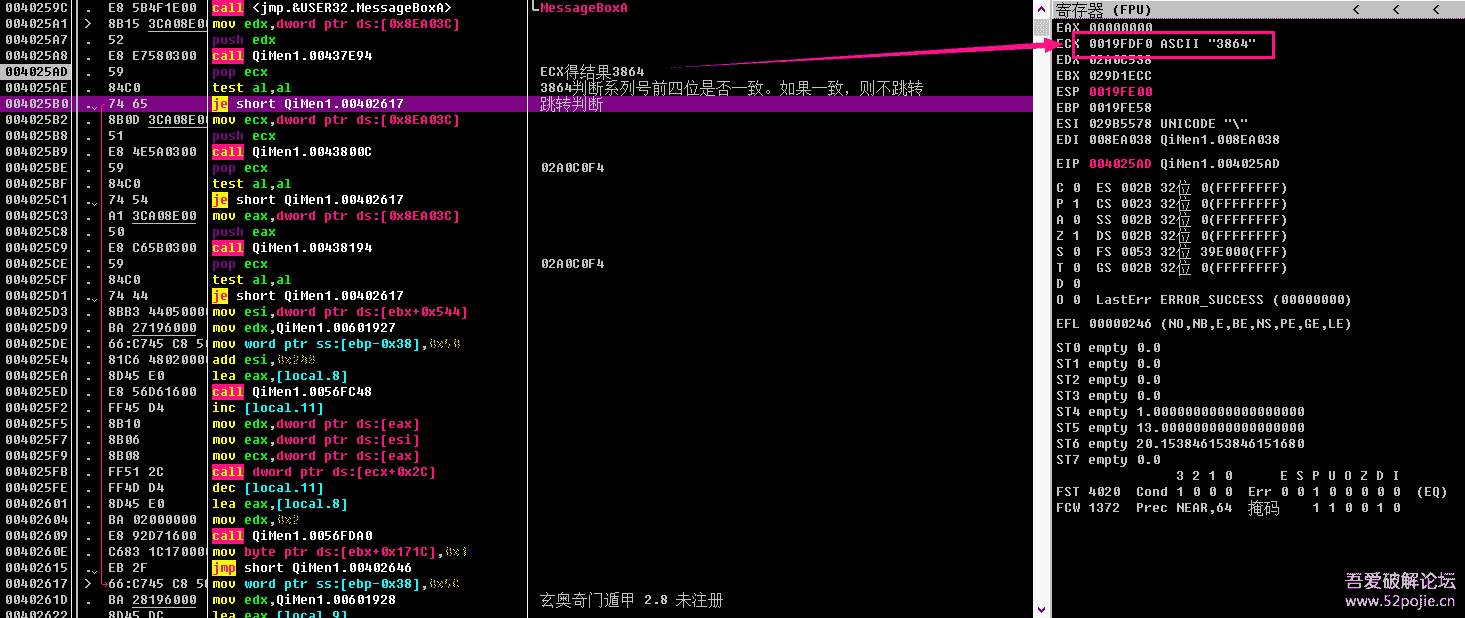 0040259C . E8 5B4F1E00 call <jmp.&USER32.MessageBoxA> MessageBoxA
004025A1 > 8B15 3CA08E00 mov edx,dword ptr ds:[0x8EA03C]
004025A7 . 52 push edx
004025A8 . E8 E7580300 call QiMen1.00437E94
004025AD . 59 pop ecx ECX得结果3864
004025AE . 84C0 test al,al 3864判断系列号前四位是否一致。如果一致，则不跳转
004025B0 . 74 65 je short QiMen1.00402617 跳转判断
004025B2 . 8B0D 3CA08E00 mov ecx,dword ptr ds:[0x8EA03C]
004025B8 . 51 push ecx
004025B9 . E8 4E5A0300 call QiMen1.0043800C
004025BE . 59 pop ecx 02A0C0F4
004025BF . 84C0 test al,al
004025C1 . 74 54 je short QiMen1.00402617
004025C3 . A1 3CA08E00 mov eax,dword ptr ds:[0x8EA03C]
004025C8 . 50 push eax
004025C9 . E8 C65B0300 call QiMen1.00438194
004025CE . 59 pop ecx 02A0C0F4
004025CF . 84C0 test al,al
004025D1 . 74 44 je short QiMen1.00402617
004025D3 . 8BB3 44050000 mov esi,dword ptr ds:[ebx+0x544]
004025D9 . BA 27196000 mov edx,QiMen1.00601927
004025DE . 66:C745 C8 50 mov word ptr ss:[ebp-0x38],0x50
004025E4 . 81C6 48020000 add esi,0x248
004025EA . 8D45 E0 lea eax,[local.8]
004025ED . E8 56D61600 call QiMen1.0056FC48
004025F2 . FF45 D4 inc [local.11]
004025F5 . 8B10 mov edx,dword ptr ds:[eax]
004025F7 . 8B06 mov eax,dword ptr ds:[esi]
004025F9 . 8B08 mov ecx,dword ptr ds:[eax]
004025FB . FF51 2C call dword ptr ds:[ecx+0x2C]
004025FE . FF4D D4 dec [local.11]
00402601 . 8D45 E0 lea eax,[local.8]
00402604 . BA 02000000 mov edx,0x2
00402609 . E8 92D71600 call QiMen1.0056FDA0
0040260E . C683 1C170000 mov byte ptr ds:[ebx+0x171C],0x1
00402615 . EB 2F jmp short QiMen1.00402646
00402617 > 66:C745 C8 50 mov word ptr ss:[ebp-0x38],0x5C
0040261D . BA 28196000 mov edx,QiMen1.00601928 玄奥奇门遁甲 2.8 未注册
00402622 . 8D45 DC lea eax,[local.9]
寄存器 (FPU) < < <
EAX 00000000
ECX 0019FDF0 ASCII "3864"
EDX 02A0C538
EBX 029D1ECC
ESP 0019FE00
EBP 0019FE58
ESI 029B5578 UNICODE "\"
EDI 008EA038 QiMen1.008EA038
EIP 004025AD QiMen1.004025AD
C 0 ES 002B 32位 0(FFFFFFFF)
P 1 CS 0023 32位 0(FFFFFFFF)
A 0 SS 002B 32位 0(FFFFFFFF)
Z 1 DS 002B 32位 0(FFFFFFFF)
S 0 FS 0053 32位 39E000(FFF)
T 0 GS 002B 32位 0(FFFFFFFF)
D 0
O 0 LastErr ERROR_SUCCESS (00000000)
EFL 00000246 (NO,NB,E,BE,NS,PE,GE,LE)
ST0 empty 0.0
ST1 empty 0.0
ST2 empty 0.0
ST3 empty 0.0
ST4 empty 1.0000000000000000000
ST5 empty 13.000000000000000000
ST6 empty 20.153846153846151680
ST7 empty 0.0
3 2 1 0 E S P U O Z D I
FST 4020 Cond 1 0 0 0 Err 0 0 1 0 0 0 0 0 (EQ)
FCW 1372 Prec NEAR,64 掩码 1 1 0 0 1 0
吾爱破解论坛
www.52pojie.cn